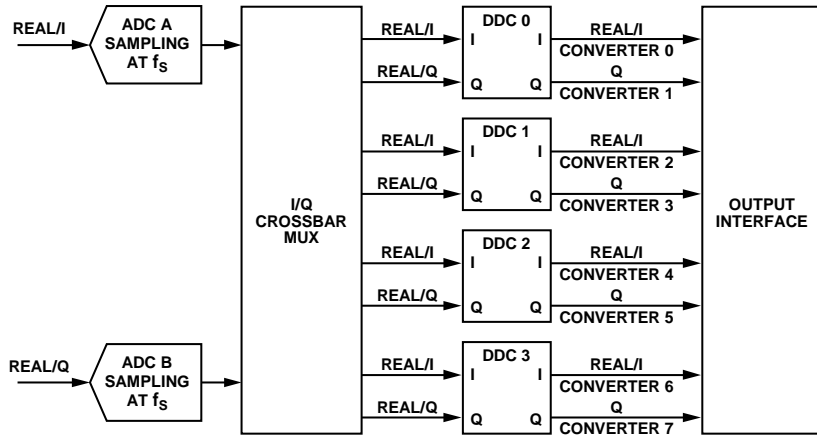 REAL/I
ADC A
SAMPLING
AT fS
REAL/I
REAL/Q
DDC 0
I
I
Q
Q
REAL/I
CONVERTER 0
Q
CONVERTER 1
REAL/I
REAL/Q
DDC 1
I
I
Q
Q
REAL/I
CONVERTER 2
Q
CONVERTER 3
I/Q
CROSSBAR
MUX
OUTPUT
INTERFACE
REAL/I
REAL/Q
DDC 2
I
I
Q
Q
REAL/I
CONVERTER 4
Q
CONVERTER 5
REAL/Q
ADC B
SAMPLING
AT fS
REAL/I
REAL/Q
DDC 3
I
I
Q
Q
REAL/I
CONVERTER 6
Q
CONVERTER 7